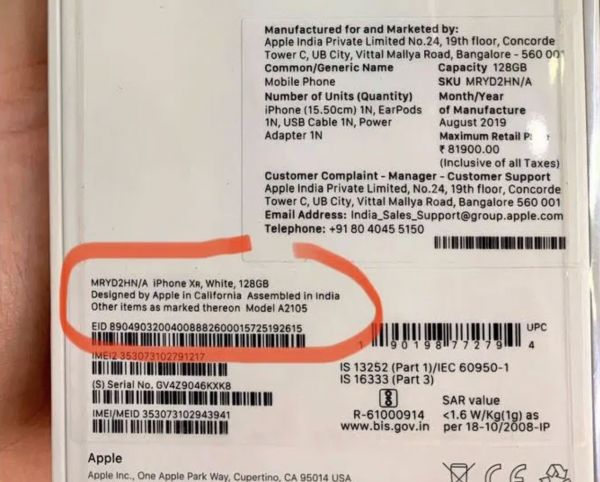 Manufactured for and Marketed by:
Apple India Private Limited No.24, 19th floor, Concorde
Tower C, UB City, Vittal Mallya Road, Bangalore - 560 001
Common/Generic Name
Mobile Phone
Number of Units (Quantity)
iPhone (15.50cm) 1N, EarPods
1N, USB Cable 1N, Power
Adapter 1N
Capacity 128GB
SKU MRYD2HN/A
Month/Year
of Manufacture
August 2019
Maximum Retail
₹ 81900.00
(Inclusive of all Taxes)
Customer Complaint - Manager - Customer Support
Apple India Private Limited, No.24, 19th floor, Concorde
Tower C, UB City, Vittal Mallya Road, Bangalore 560 001
Email Address: India_Sales_Support@group.apple.com
Telephone: +91 80 4045 5150
MRYD2HN/A iPhone XR, White, 128GB
Designed by Apple in California Assembled in India
Other items as marked thereon Model A2105
EID 89049032004008882600015725192615
IMEI2 353073102791217
(S) Serial No. GV4Z9046KXK8
IMEI/MEID 353073102943941
UPC
1 90198 77279 4
IS 13252 (Part 1)/IEC 60950-1
IS 16333 (Part 3)
R-61000914
www.bis.gov.in
SAR value
<1.6 W/Kg(1g) as
per 18-10/2008-IP
Apple
Apple Inc., One Apple Park Way, Cupertino, CA 95014 USA